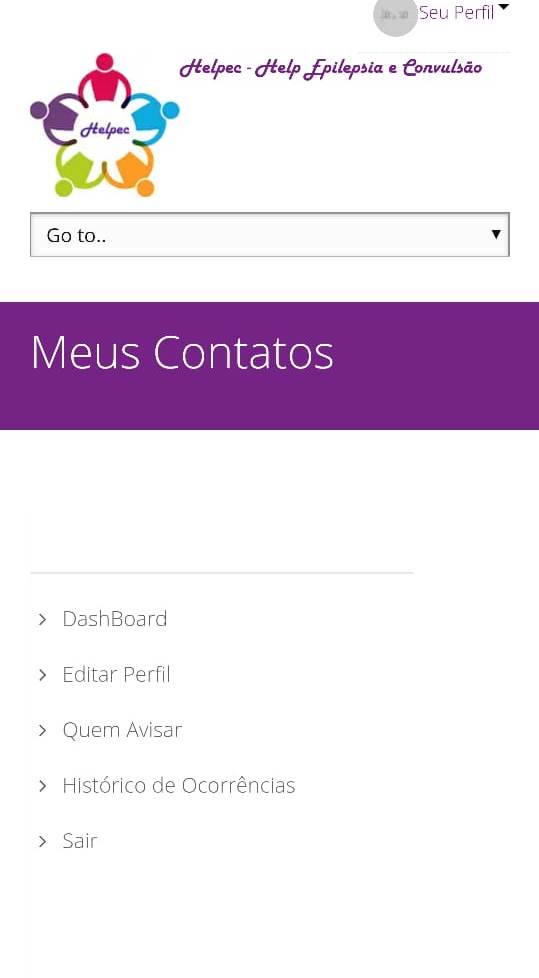 Seu Perfil
Helpec - Help Epilepsia e Convulsão
Helpec
Go to..
Meus Contatos
DashBoard
Editar Perfil
Quem Avisar
Histórico de Ocorrências
Sair